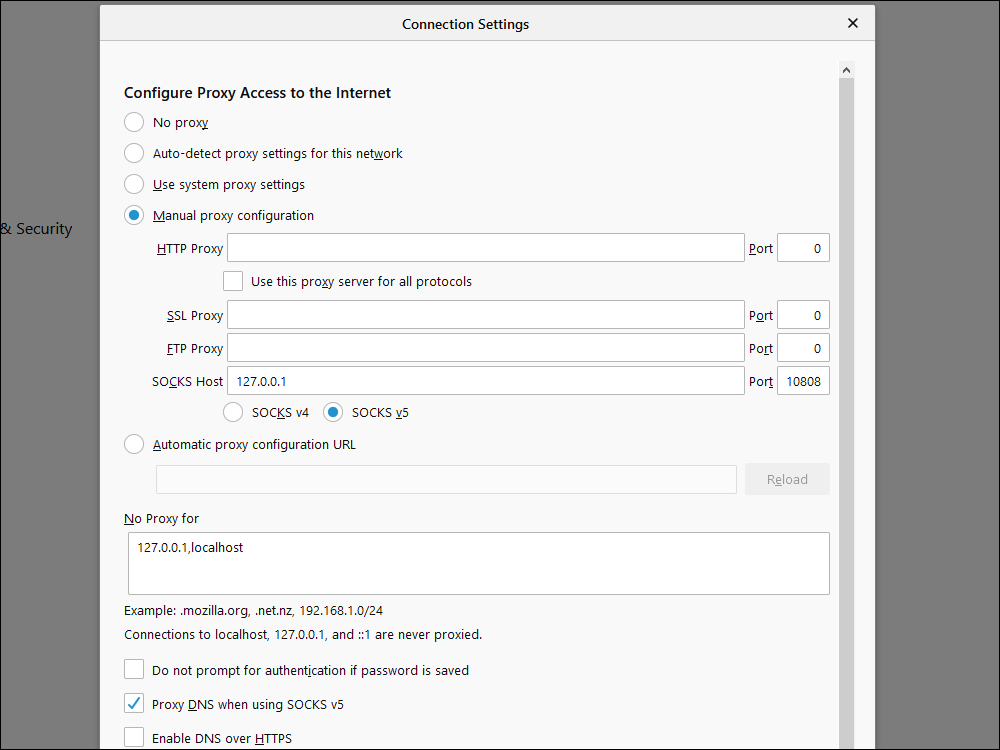 Connection Settings
Configure Proxy Access to the Internet
No proxy
Auto-detect proxy settings for this network
Use system proxy settings
& Security
Manual proxy configuration
HTTP Proxy Port 0
Use this proxy server for all protocols
SSL Proxy Port 0
FTP Proxy Port 0
SOCKS Host 127.0.0.1 Port 10808
SOCKS v4 SOCKS v5
Automatic proxy configuration URL
Reload
No Proxy for
127.0.0.1,localhost
Example: .mozilla.org, .net.nz, 192.168.1.0/24
Connections to localhost, 127.0.0.1, and ::1 are never proxied.
Do not prompt for authentication if password is saved
Proxy DNS when using SOCKS v5
Enable DNS over HTTPS